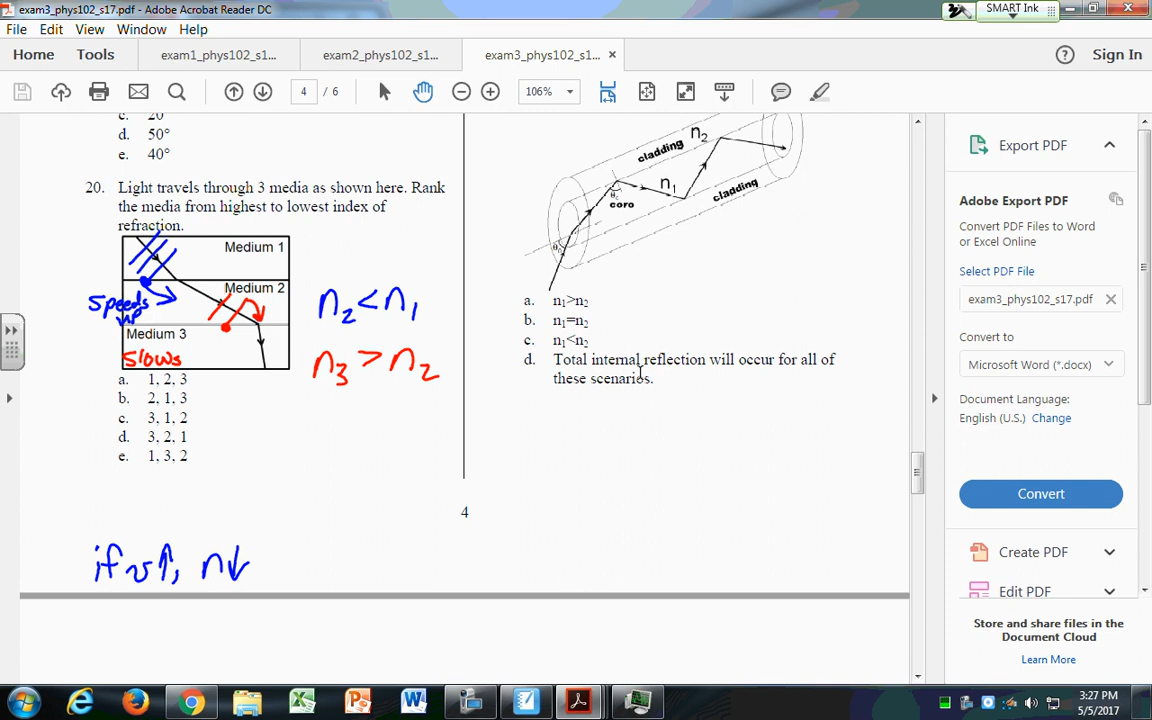 exam3_phys102_s17.pdf - Adobe Acrobat Reader DC
SMART Ink
File Edit View Window Help
Home Tools exam1_phys102_s1... exam2_phys102_s1... exam3_phys102_s1... × Sign In
4 / 6 106%
c. 20
d. 50°
e. 40°
20. Light travels through 3 media as shown here. Rank
the media from highest to lowest index of
refraction.
Medium 1
Medium 2
Medium 3
speeds
up
slows
n₂ < n₁
n₃ > n₂
a. 1, 2, 3
b. 2, 1, 3
c. 3, 1, 2
d. 3, 2, 1
e. 1, 3, 2
if v↑, n↓
n₂
cladding
n₁
coro
cladding
a. n₁>n₂
b. n₁=n₂
c. n₁<n₂
d. Total internal reflection will occur for all of
these scenarios.
4
Export PDF
Adobe Export PDF
Convert PDF Files to Word
or Excel Online
Select PDF File
exam3_phys102_s17.pdf
Convert to
Microsoft Word (*.docx)
Document Language:
English (U.S.) Change
Convert
Create PDF
Edit PDF
Store and share files in the
Document Cloud
Learn More
3:27 PM
5/5/2017